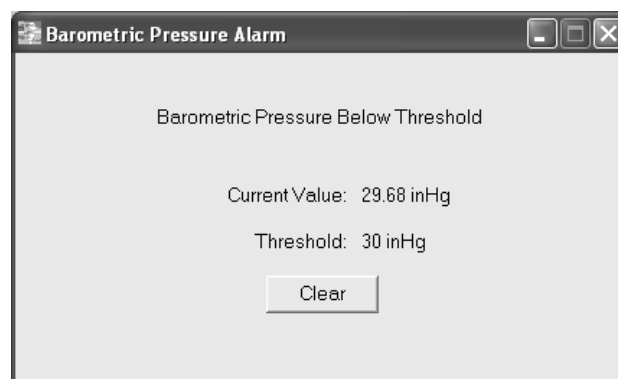 Barometric Pressure Alarm
Barometric Pressure Below Threshold
Current Value: 29.68 inHg
Threshold: 30 inHg
Clear